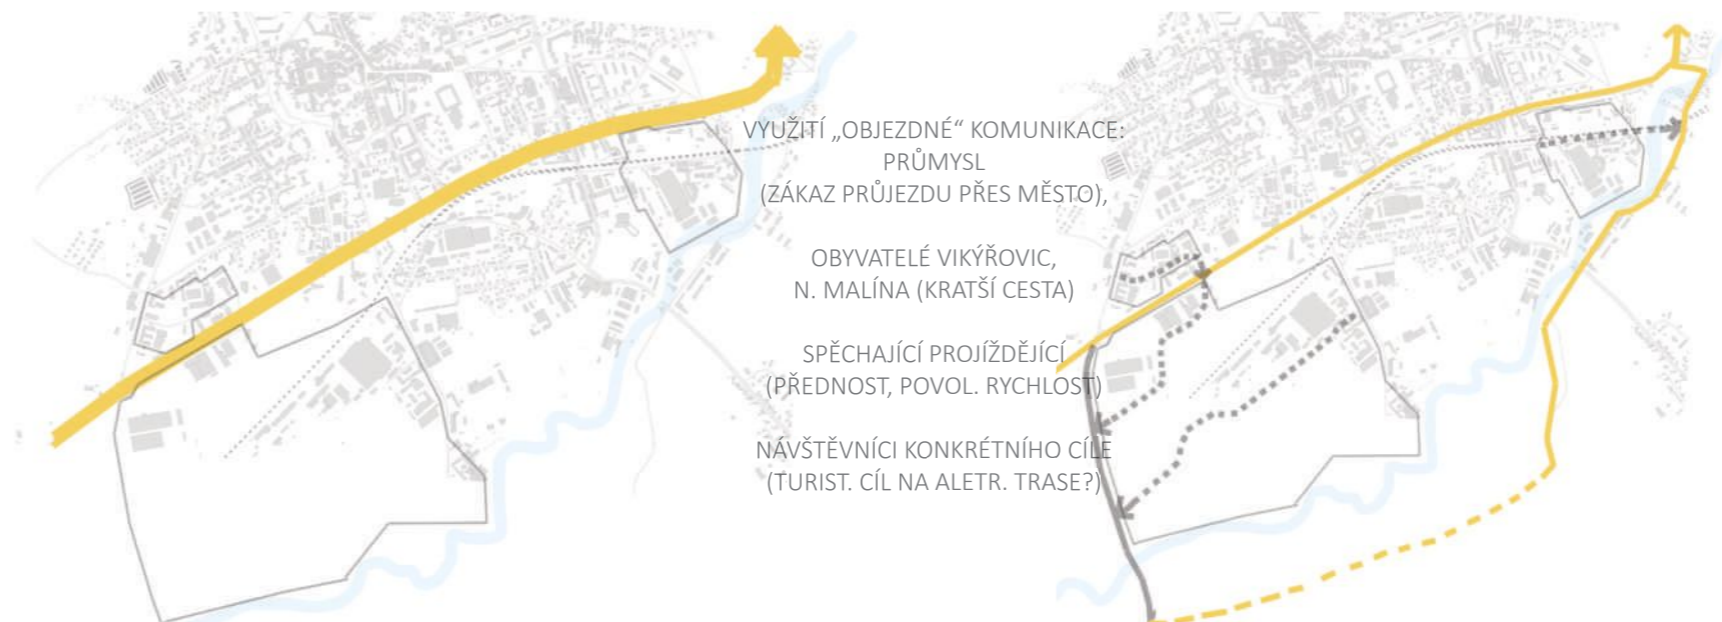 VYUŽITÍ „OBJEZDNÉ“ KOMUNIKACE:
PRŮMYSL
(ZÁKAZ PRŮJEZDU PŘES MĚSTO),
OBYVATELÉ VIKÝŘOVIC,
N. MALÍNA (KRATŠÍ CESTA)
SPĚCHAJÍCÍ PROJÍŽDĚJÍCÍ
(PŘEDNOST, POVOL. RYCHLOST)
NÁVŠTĚVNÍCI KONKRÉTNÍHO CÍLE
(TURIST. CÍL NA ALETR. TRASE?)